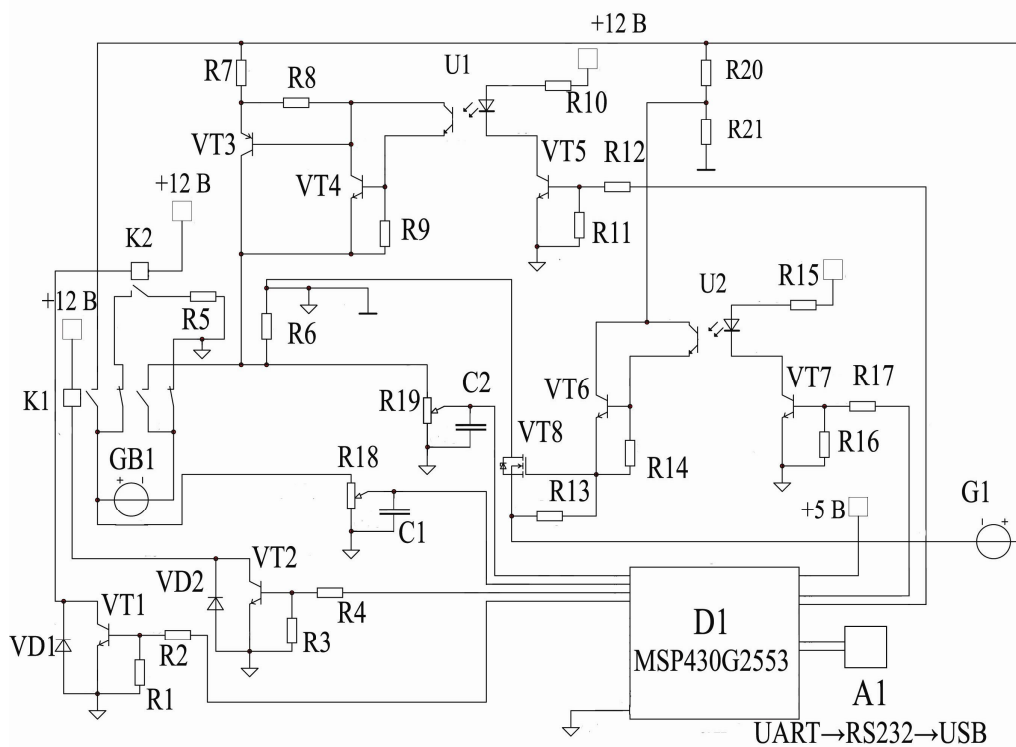 +12 В
U1
R7
R8
R10
R20
R21
VT3
VT5
R12
VT4
+12 В
K2
R9
R11
+12 В
R5
R6
U2
R15
K1
R19
C2
VT6
VT7
R17
GB1
+ -
R18
VT8
R14
R16
R13
C1
+5 В
G1
- +
VD2
VT2
R4
VT1
VD1
R2
R3
R1
D1
MSP430G2553
A1
UART→RS232→USB